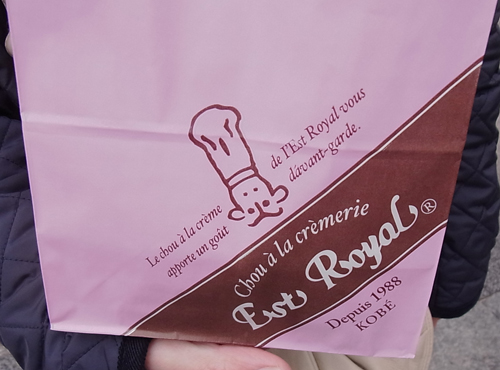 Le chou à la crème
apporte un goût
de l'Est Royal vous
d'avant-garde.
Chou à la crèmerie
Est Royal®
Depuis 1988
KOBÉ